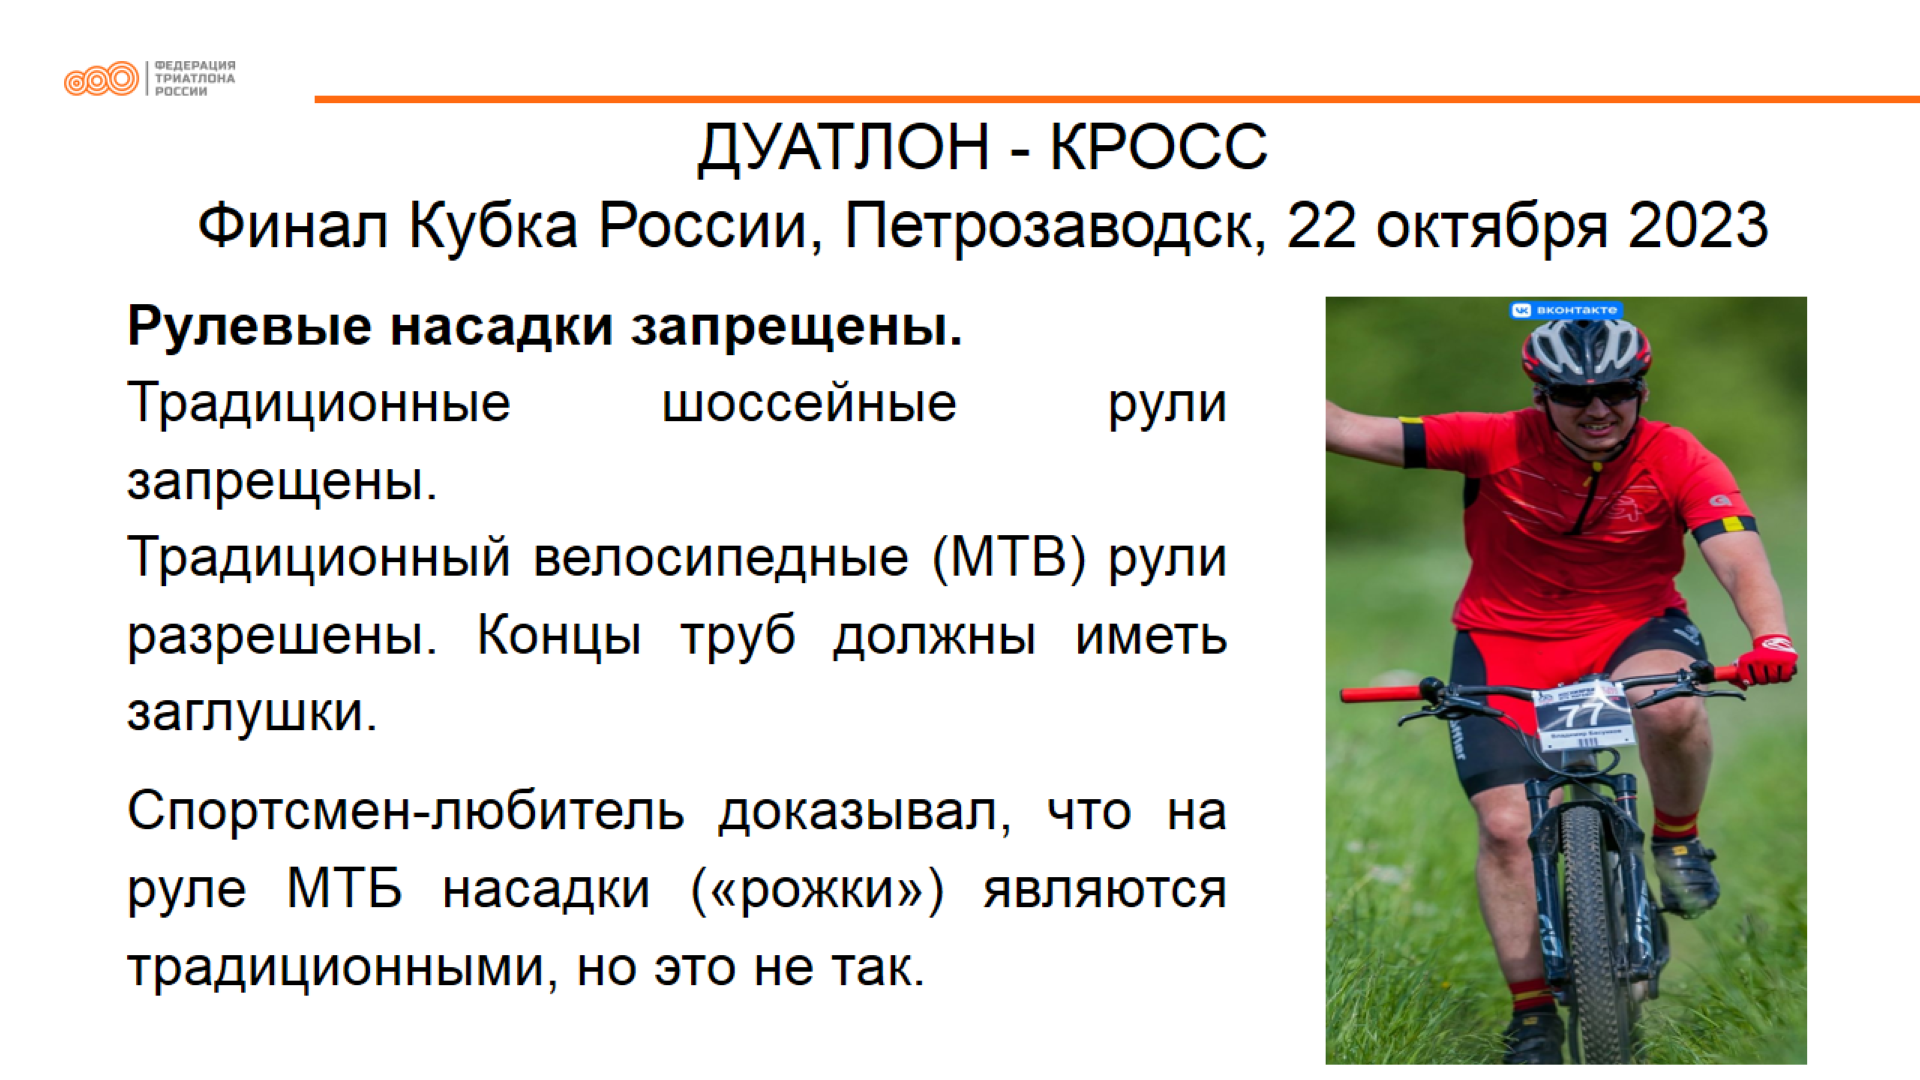 ФЕДЕРАЦИЯ
ТРИАТЛОНА
РОССИИ
ДУАТЛОН - КРОСС
Финал Кубка России, Петрозаводск, 22 октября 2023
Рулевые насадки запрещены.
Традиционные шоссейные рули
запрещены.
Традиционный велосипедные (МТВ) рули
разрешены. Концы труб должны иметь
заглушки.
Спортсмен-любитель доказывал, что на
руле МТБ насадки («рожки») являются
традиционными, но это не так.
вконтакте
77